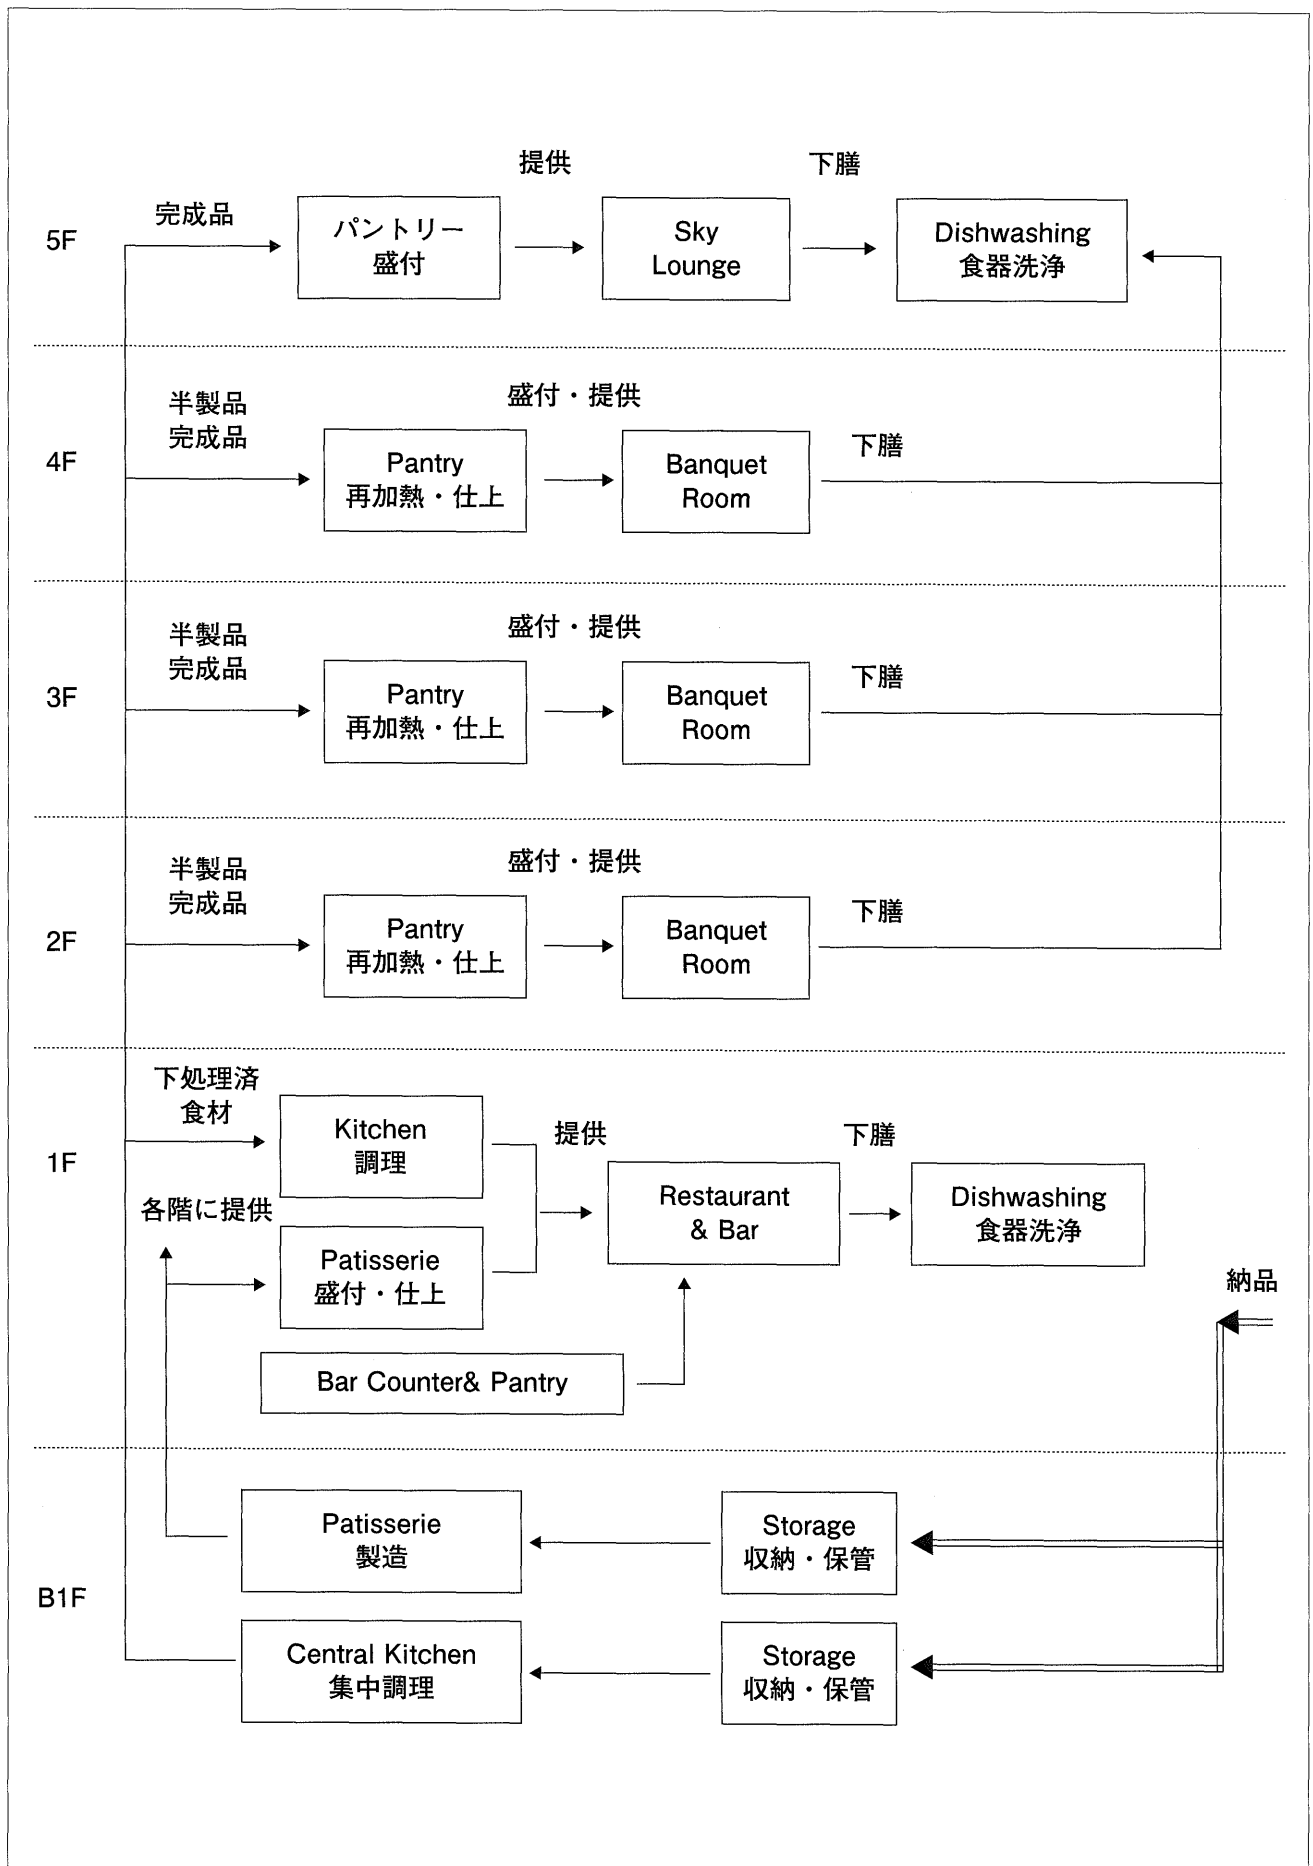 提供
下膳
完成品
5F
パントリー
盛付
Sky
Lounge
Dishwashing
食器洗浄
盛付・提供
半製品
完成品
下膳
4F
Pantry
再加熱・仕上
Banquet
Room
盛付・提供
半製品
完成品
下膳
3F
Pantry
再加熱・仕上
Banquet
Room
盛付・提供
半製品
完成品
下膳
2F
Pantry
再加熱・仕上
Banquet
Room
下処理済
食材
1F
Kitchen
調理
提供
下膳
各階に提供
Restaurant
& Bar
Dishwashing
食器洗浄
Patisserie
盛付・仕上
納品
Bar Counter& Pantry
B1F
Patisserie
製造
Storage
収納・保管
Central Kitchen
集中調理
Storage
収納・保管